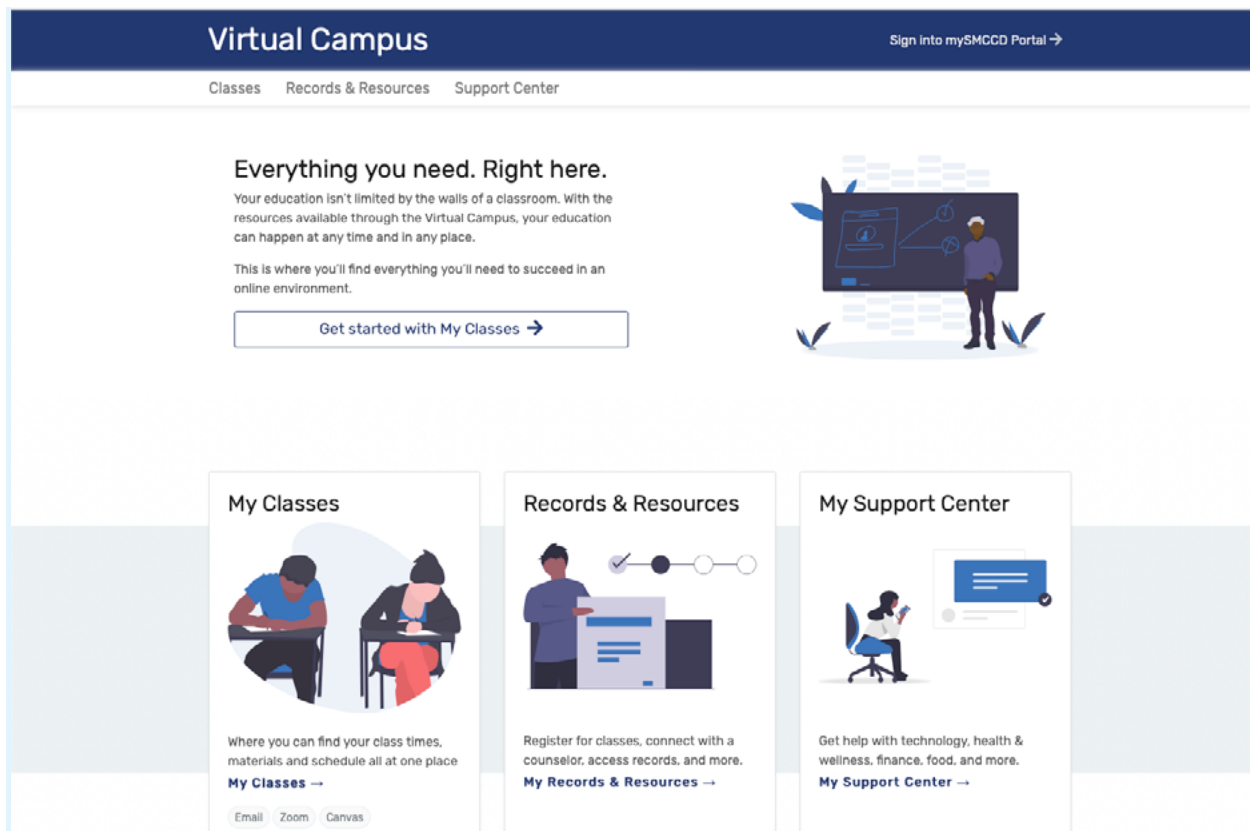 Virtual Campus
Sign into mySMCCD Portal →
Classes Records & Resources Support Center
Everything you need. Right here.
Your education isn't limited by the walls of a classroom. With the
resources available through the Virtual Campus, your education
can happen at any time and in any place.
This is where you'll find everything you'll need to succeed in an
online environment.
Get started with My Classes →
My Classes
Where you can find your class times,
materials and schedule all at one place
My Classes →
Email Zoom Canvas
Records & Resources
Register for classes, connect with a
counselor, access records, and more.
My Records & Resources →
My Support Center
Get help with technology, health &
wellness, finance, food, and more.
My Support Center →